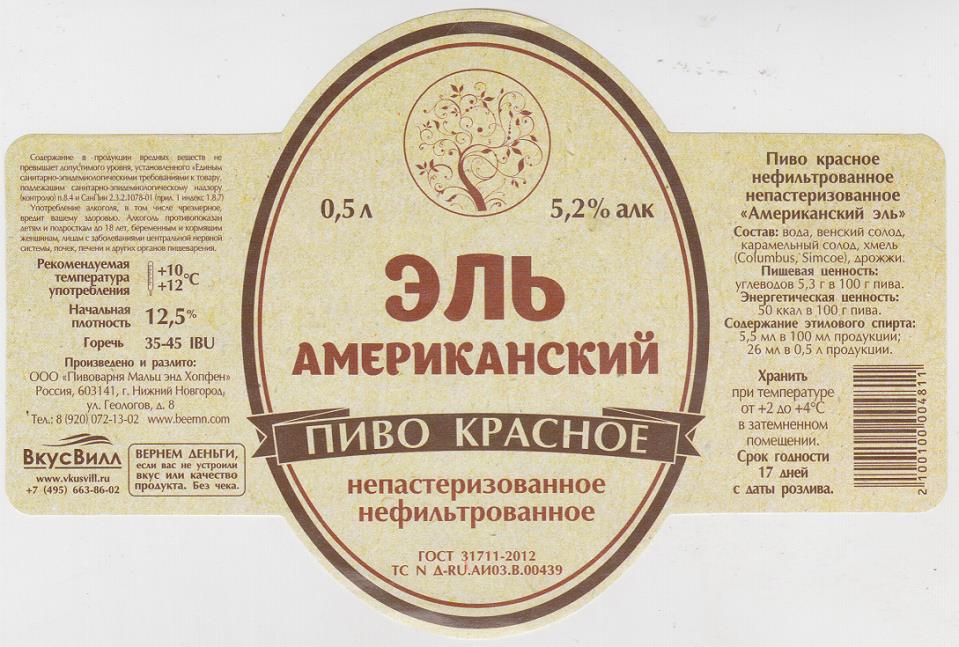 Содержание в продукции вредных веществ не
превышает допустимого уровня, установленного «Единым
санитарно-эпидемиологическими требованиями к товару,
подлежащим санитарно-эпидемиологическому надзору
(контролю) п.8.4 и СанПин 2.3.2.1078-01 (прил. 1 индекс 1.8.7)
Употребление алкоголя, в том числе чрезмерное,
вредит вашему здоровью. Алкоголь противопоказан
детям и подросткам до 18 лет, беременным и кормящим
женщинам, лицам с заболеваниями центральной нервной
системы, почек, печени и других органов пищеварения.
Рекомендуемая
температура
употребления
+10
+12 °C
Начальная
плотность 12,5%
Горечь 35-45 IBU
Произведено и разлито:
ООО «Пивоварня Мальц энд Хопфен»
Россия, 603141, г. Нижний Новгород,
ул. Геологов, д. 8
Тел.: 8 (920) 072-13-02 www.beemn.com
ВкусВилл
www.vkusvill.ru
+7 (495) 663-86-02
ВЕРНЕМ ДЕНЬГИ,
если вас не устроили
вкус или качество
продукта. Без чека.
0,5 л 5,2% алк
ЭЛЬ
АМЕРИКАНСКИЙ
ПИВО КРАСНОЕ
непастеризованное
нефильтрованное
ГОСТ 31711-2012
ТС N Д-RU.АИ03.В.00439
Пиво красное
нефильтрованное
непастеризованное
«Американский эль»
Состав: вода, венский солод,
карамельный солод, хмель
(Columbus, Simcoe), дрожжи.
Пищевая ценность:
углеводов 5,3 г в 100 г пива.
Энергетическая ценность:
50 ккал в 100 г пива.
Содержание этилового спирта:
5,5 мл в 100 мл продукции;
26 мл в 0,5 л продукции.
Хранить
при температуре
от +2 до +4°C
в затемненном
помещении.
Срок годности
17 дней
с даты розлива.
2 100100 004811